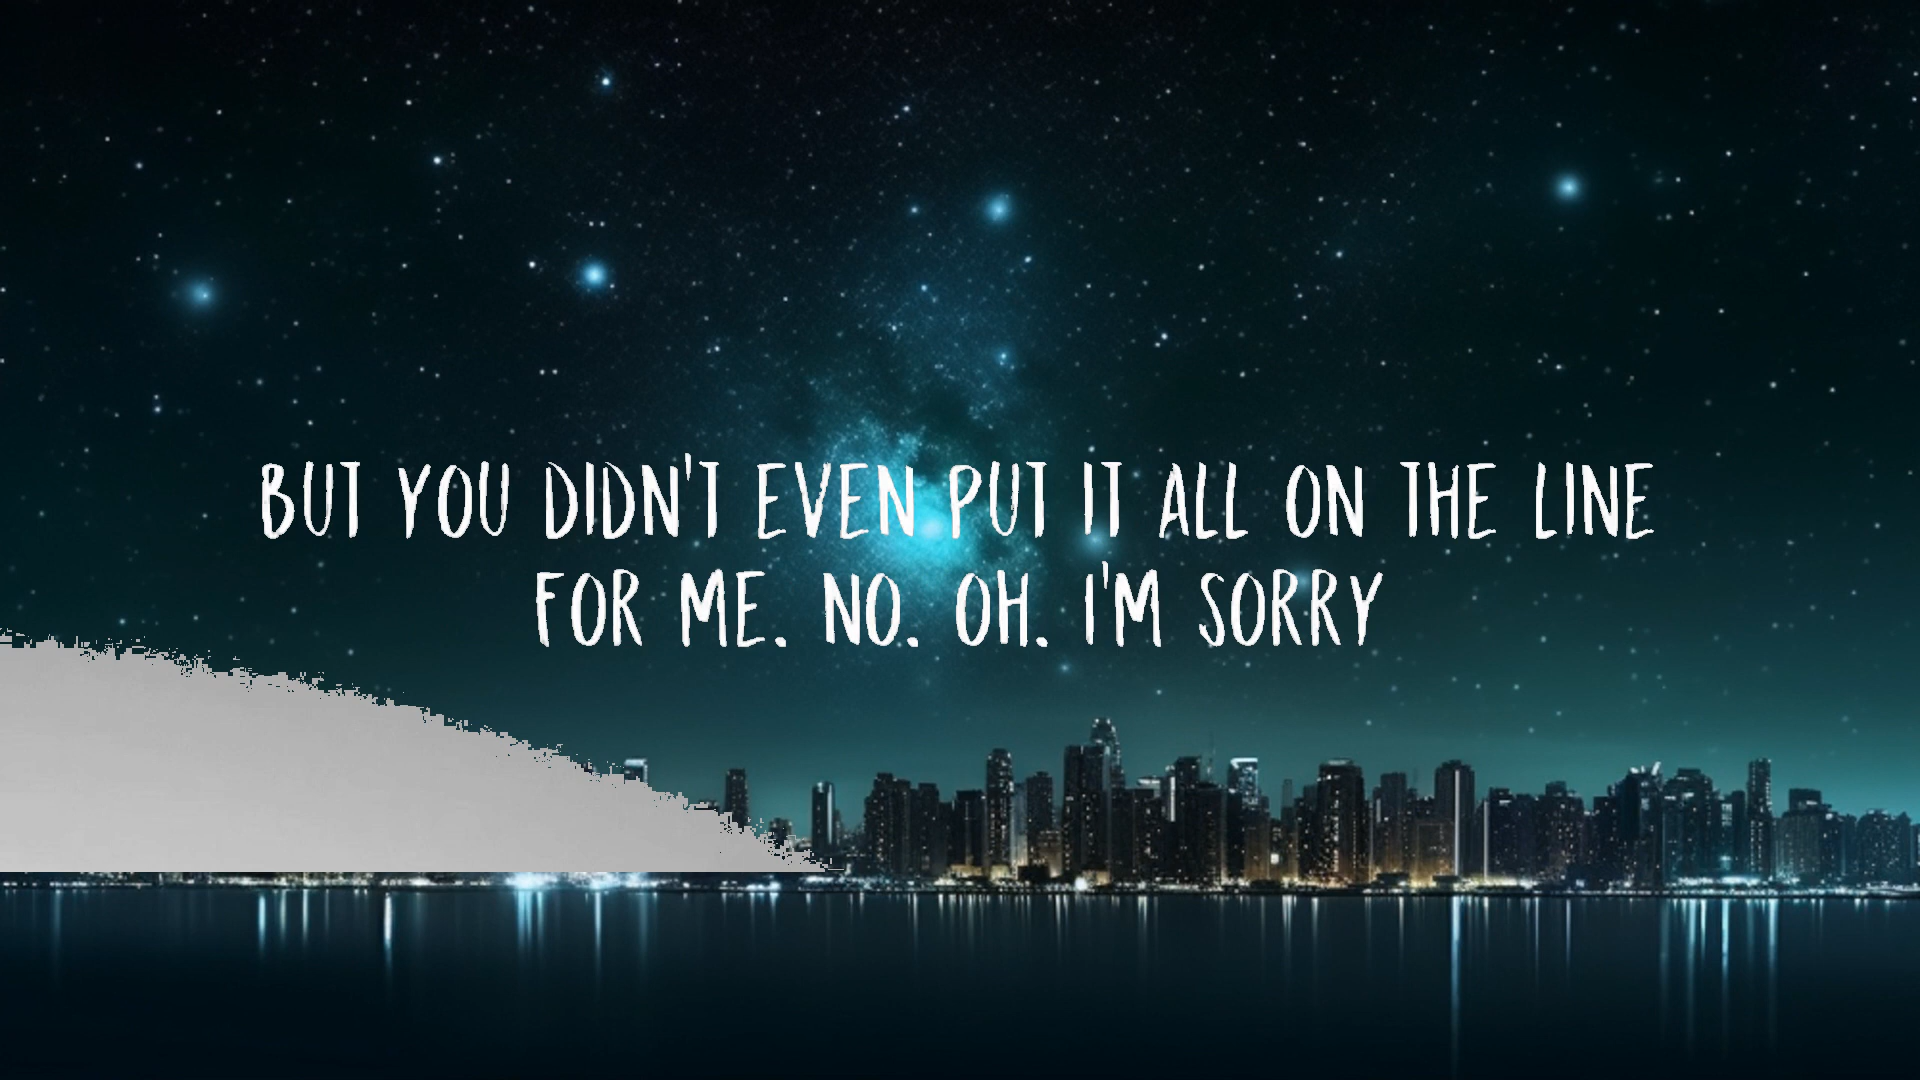 BUT YOU DIDN'T EVEN PUT IT ALL ON THE LINE
FOR ME. NO. OH. I'M SORRY